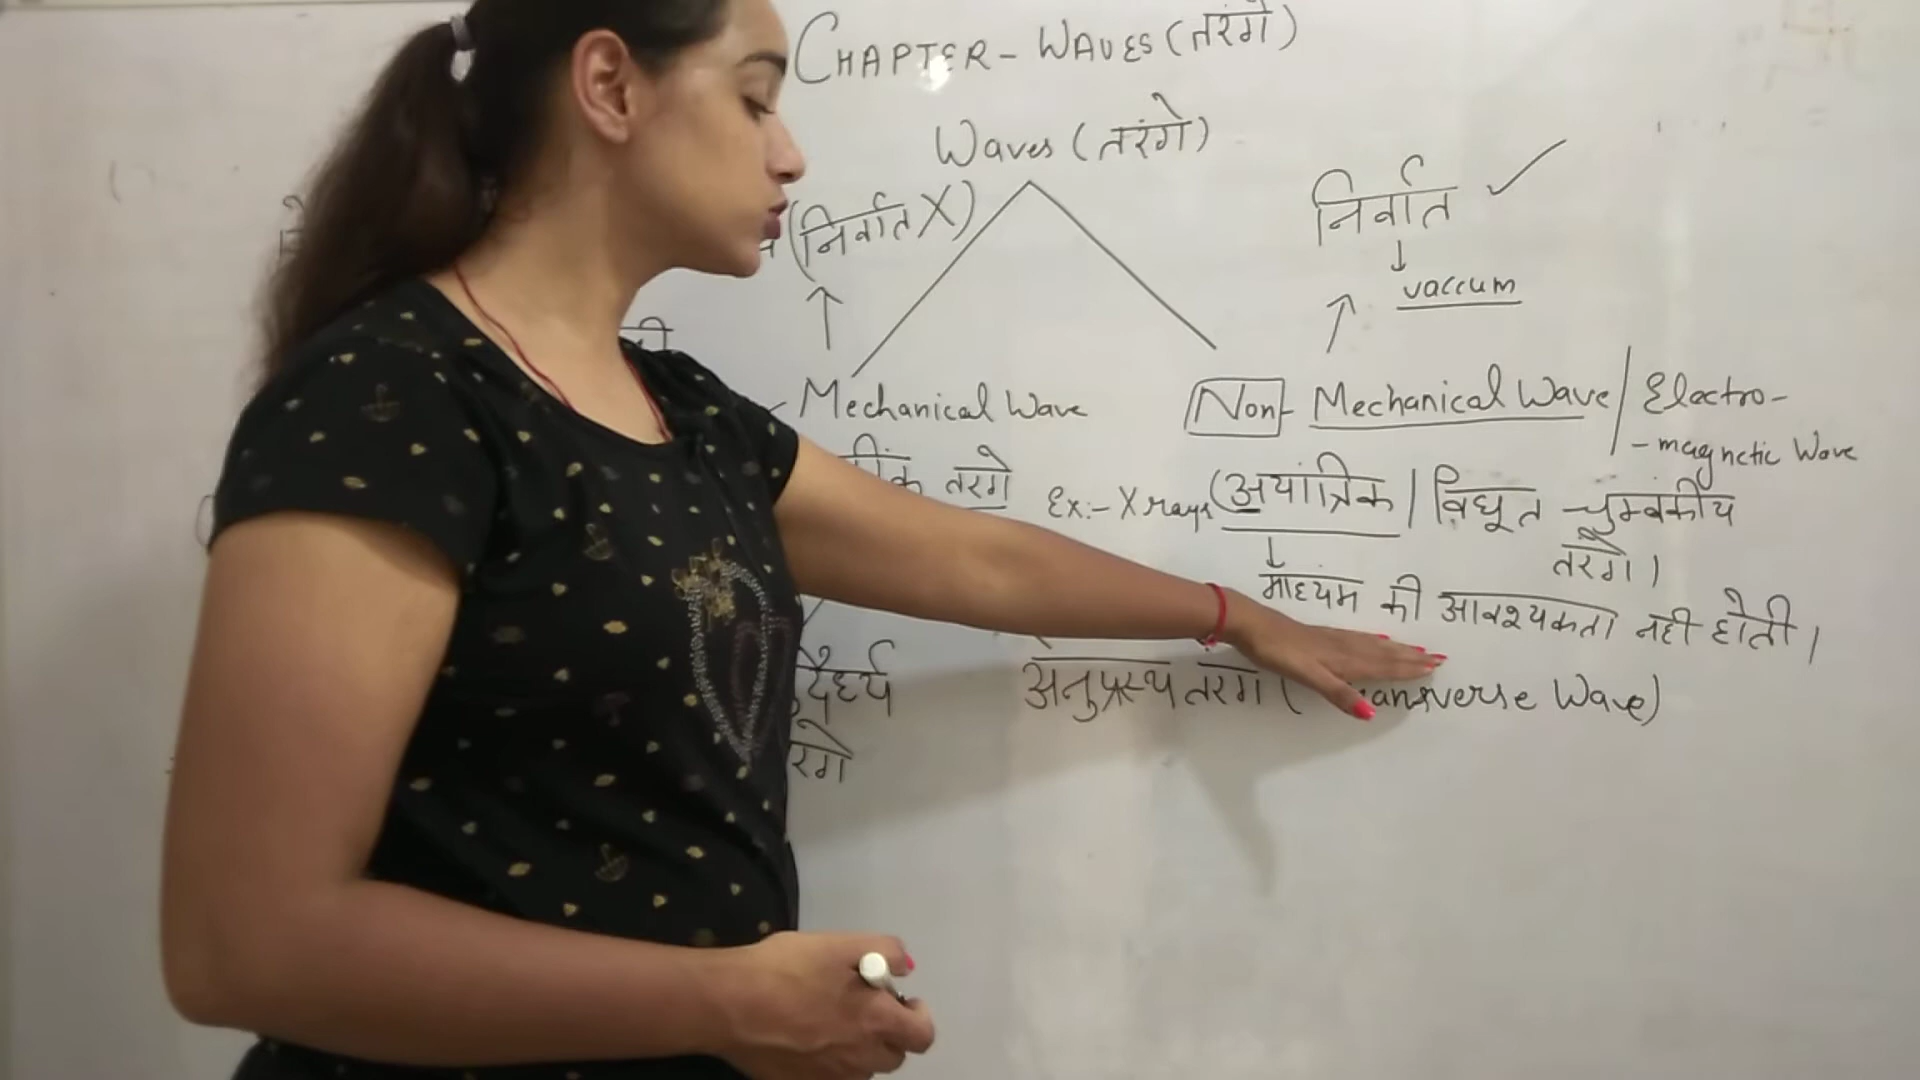 CHAPTER - WAVES (तरंगे)
Waves (तरंगे)
(निर्वात X)
निर्वात ✓
↓
vaccum
Mechanical Wave
Non- Mechanical Wave / Electro-
-magnetic Wave
तरंगे
Ex:- X rays (अयांत्रिक / विधूत चुम्बकीय
तरंगे।
↓
माध्यम की आवश्यकता नही होती।
अनुप्रस्थ तरंग ( ansverse Wave)